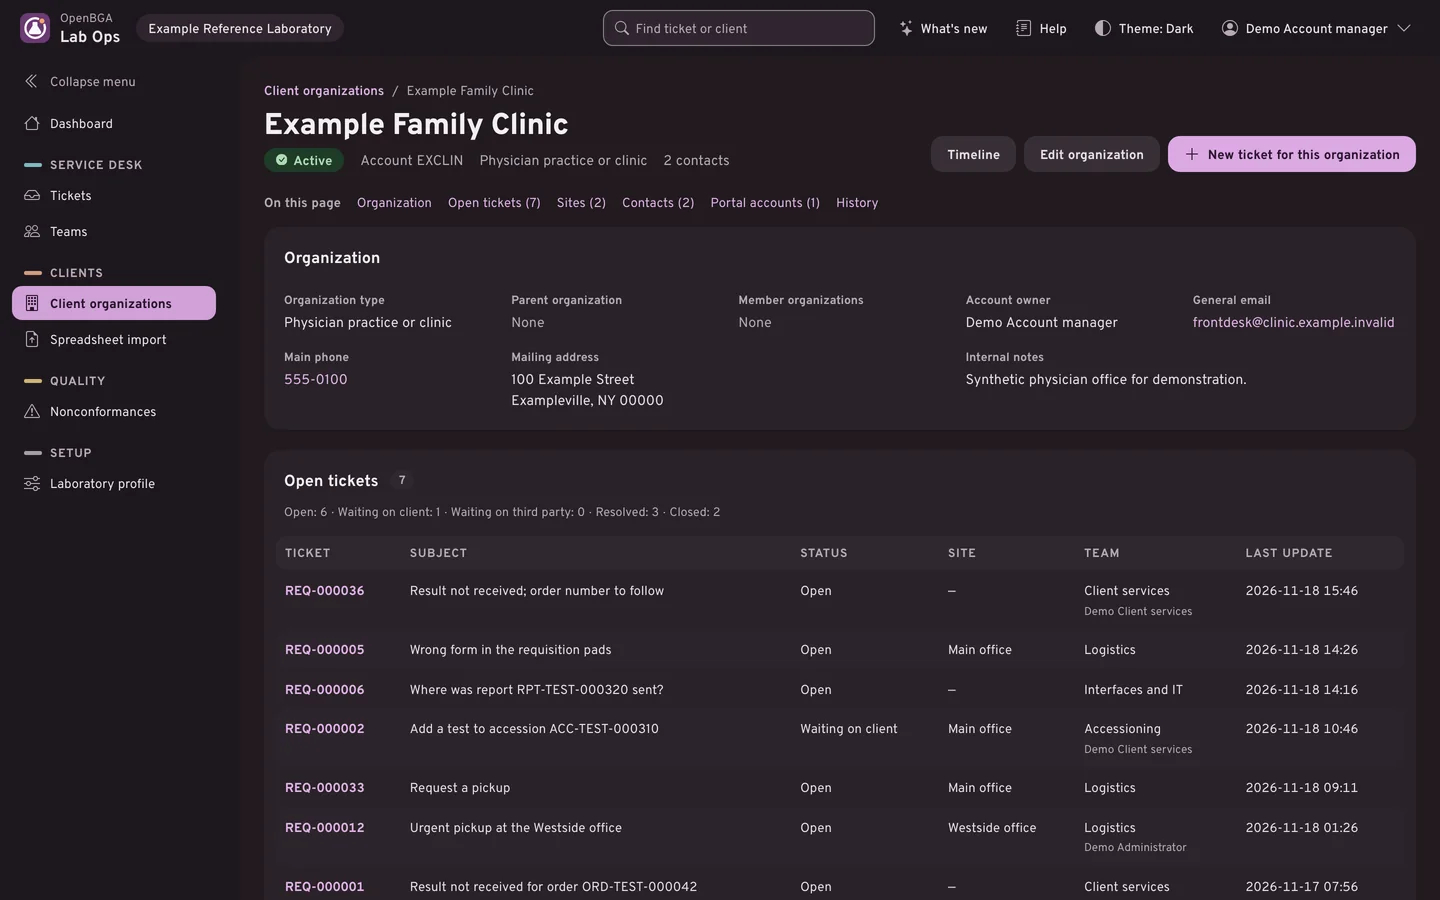 OpenBGA
Lab Ops
Example Reference Laboratory
Find ticket or client
What's new
Help
Theme: Dark
Demo Account manager
Collapse menu
Dashboard
SERVICE DESK
Tickets
Teams
CLIENTS
Client organizations
Spreadsheet import
QUALITY
Nonconformances
SETUP
Laboratory profile
Client organizations / Example Family Clinic
Example Family Clinic
Active Account EXCLIN Physician practice or clinic 2 contacts
Timeline
Edit organization
New ticket for this organization
On this page Organization Open tickets (7) Sites (2) Contacts (2) Portal accounts (1) History
Organization
Organization type
Physician practice or clinic
Parent organization
None
Member organizations
None
Account owner
Demo Account manager
General email
frontdesk@clinic.example.invalid
Main phone
555-0100
Mailing address
100 Example Street
Exampleville, NY 00000
Internal notes
Synthetic physician office for demonstration.
Open tickets 7
Open: 6 · Waiting on client: 1 · Waiting on third party: 0 · Resolved: 3 · Closed: 2
TICKET SUBJECT STATUS SITE TEAM LAST UPDATE
REQ-000036 Result not received; order number to follow Open – Client services 2026-11-18 15:46
Demo Client services
REQ-000005 Wrong form in the requisition pads Open Main office Logistics 2026-11-18 14:26
REQ-000006 Where was report RPT-TEST-000320 sent? Open – Interfaces and IT 2026-11-18 14:16
REQ-000002 Add a test to accession ACC-TEST-000310 Waiting on client Main office Accessioning 2026-11-18 10:46
Demo Client services
REQ-000033 Request a pickup Open Main office Logistics 2026-11-18 09:11
REQ-000012 Urgent pickup at the Westside office Open Westside office Logistics 2026-11-18 01:26
Demo Administrator
REQ-000001 Result not received for order ORD-TEST-000042 Open – Client services 2026-11-17 07:56